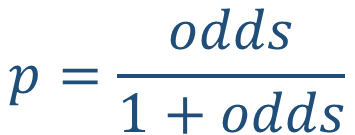 p = odds / 1 + odds